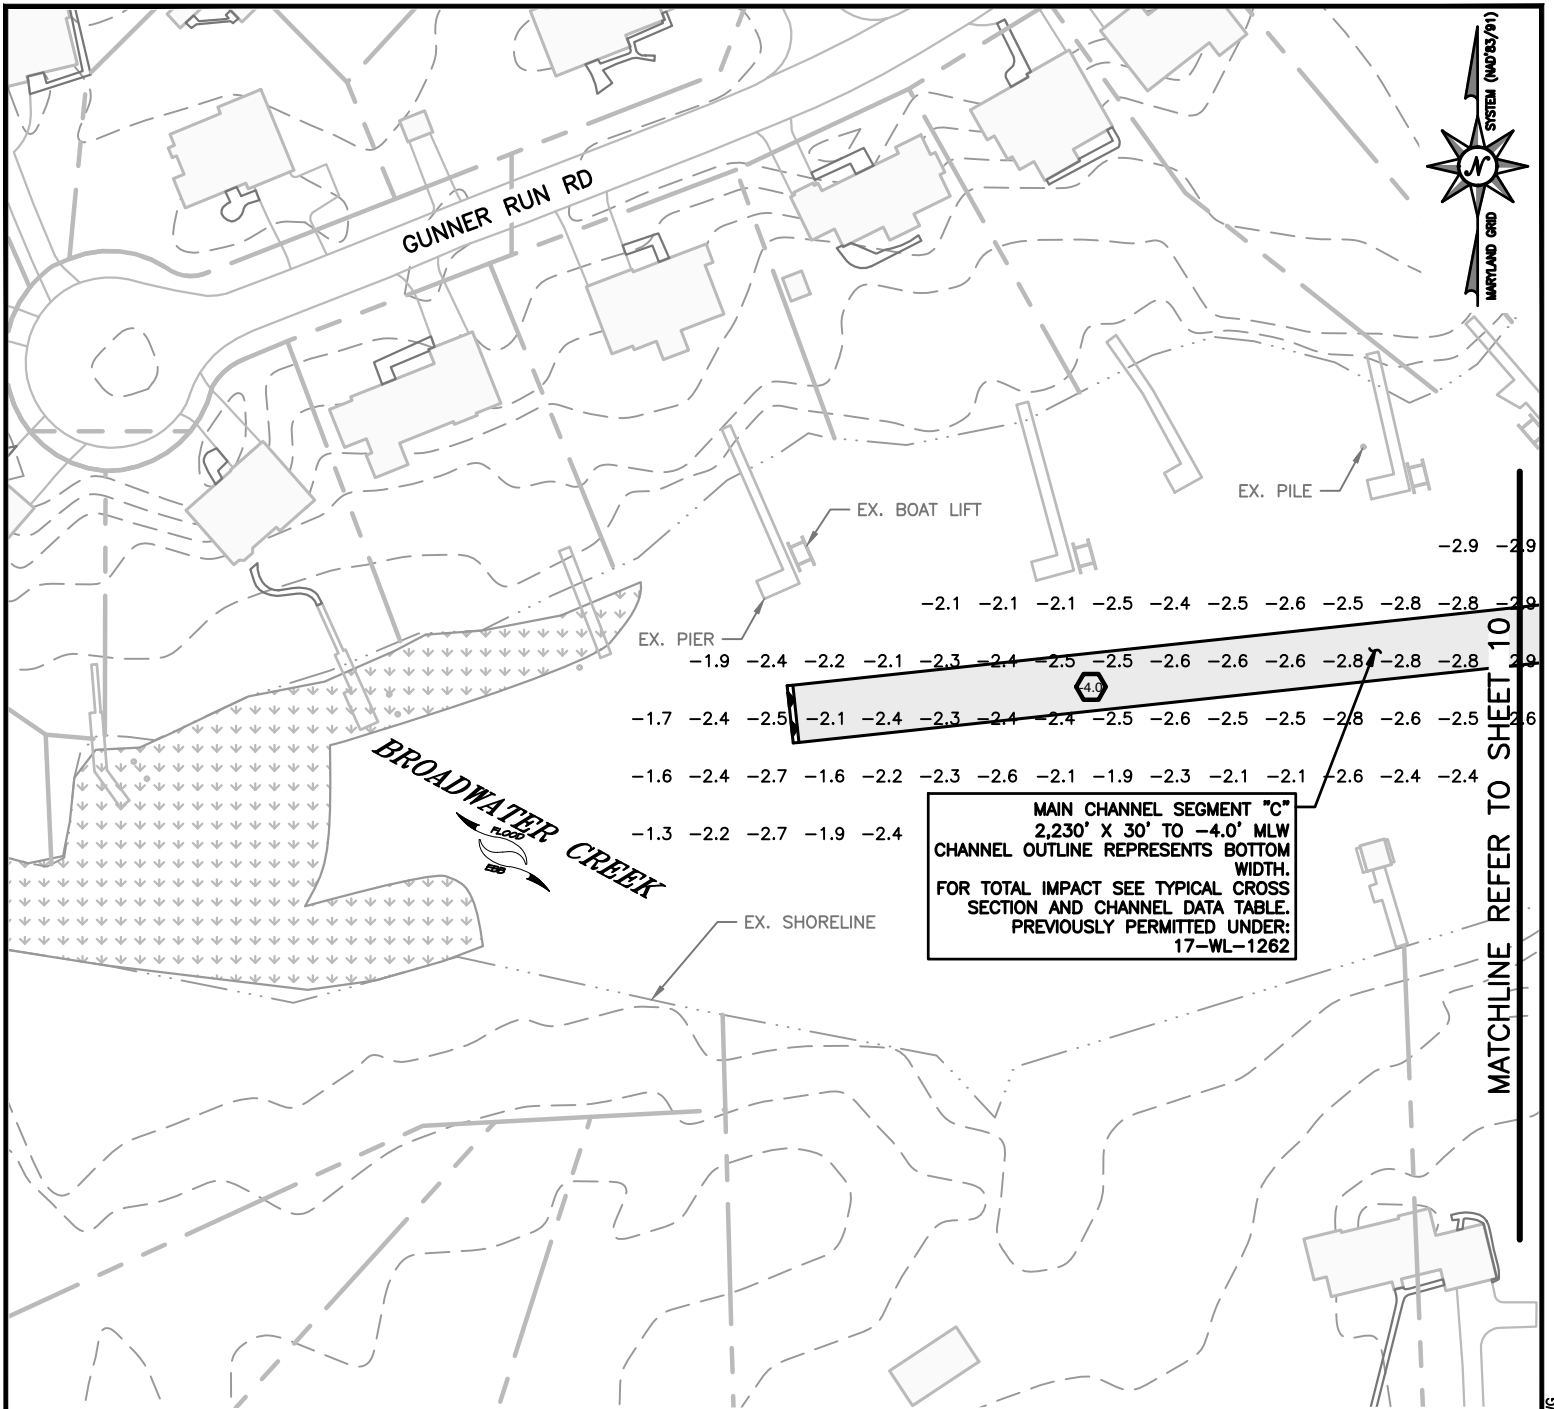 SYSTEM (NAD'83/91)
N
MARYLAND GRID
GUNNER RUN RD
EX. PILE
EX. BOAT LIFT
-2.9 -2.9
-2.1 -2.1 -2.1 -2.5 -2.4 -2.5 -2.6 -2.5 -2.8 -2.8 -2.9
EX. PIER
-1.9 -2.4 -2.2 -2.1 -2.3 -2.4 -2.5 -2.5 -2.6 -2.6 -2.6 -2.8 -2.8 -2.8 -2.9
-4.0
-1.7 -2.4 -2.5 -2.1 -2.4 -2.3 -2.4 -2.4 -2.5 -2.6 -2.5 -2.5 -2.8 -2.6 -2.5 -2.6
-1.6 -2.4 -2.7 -1.6 -2.2 -2.3 -2.6 -2.1 -1.9 -2.3 -2.1 -2.1 -2.6 -2.4 -2.4
-1.3 -2.2 -2.7 -1.9 -2.4
BROADWATER CREEK
FLOOD
EBB
MAIN CHANNEL SEGMENT "C"
2,230' X 30' TO -4.0' MLW
CHANNEL OUTLINE REPRESENTS BOTTOM
WIDTH.
FOR TOTAL IMPACT SEE TYPICAL CROSS
SECTION AND CHANNEL DATA TABLE.
PREVIOUSLY PERMITTED UNDER:
17-WL-1262
EX. SHORELINE
MATCHLINE REFER TO SHEET 10